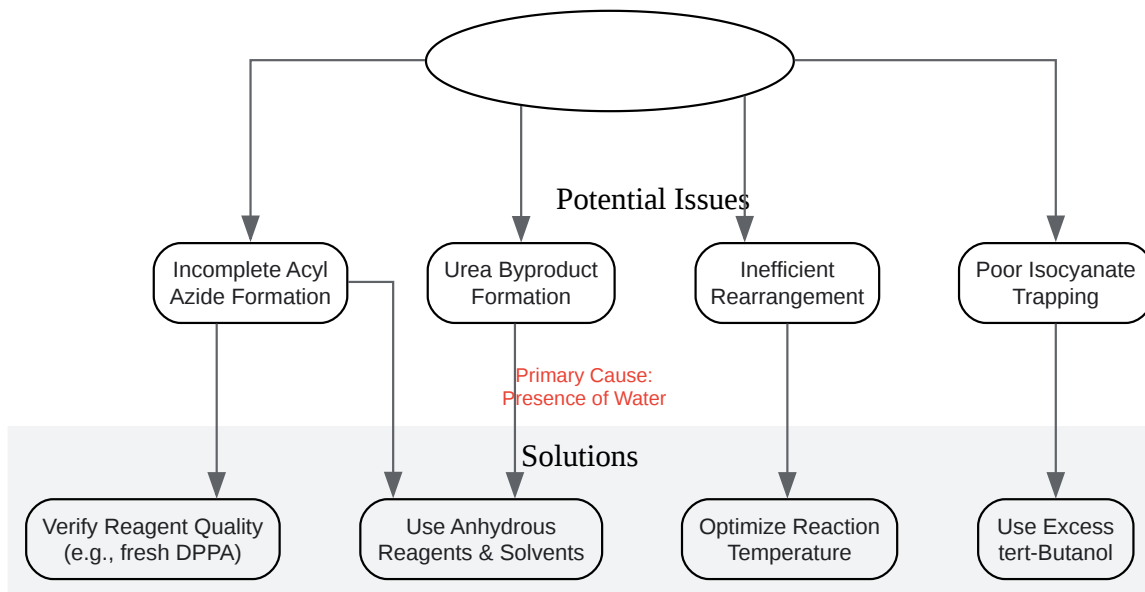 Potential Issues
Incomplete Acyl
Azide Formation
Urea Byproduct
Formation
Inefficient
Rearrangement
Poor Isocyanate
Trapping
Primary Cause:
Presence of Water
Solutions
Verify Reagent Quality
(e.g., fresh DPPA)
Use Anhydrous
Reagents & Solvents
Optimize Reaction
Temperature
Use Excess
tert-Butanol